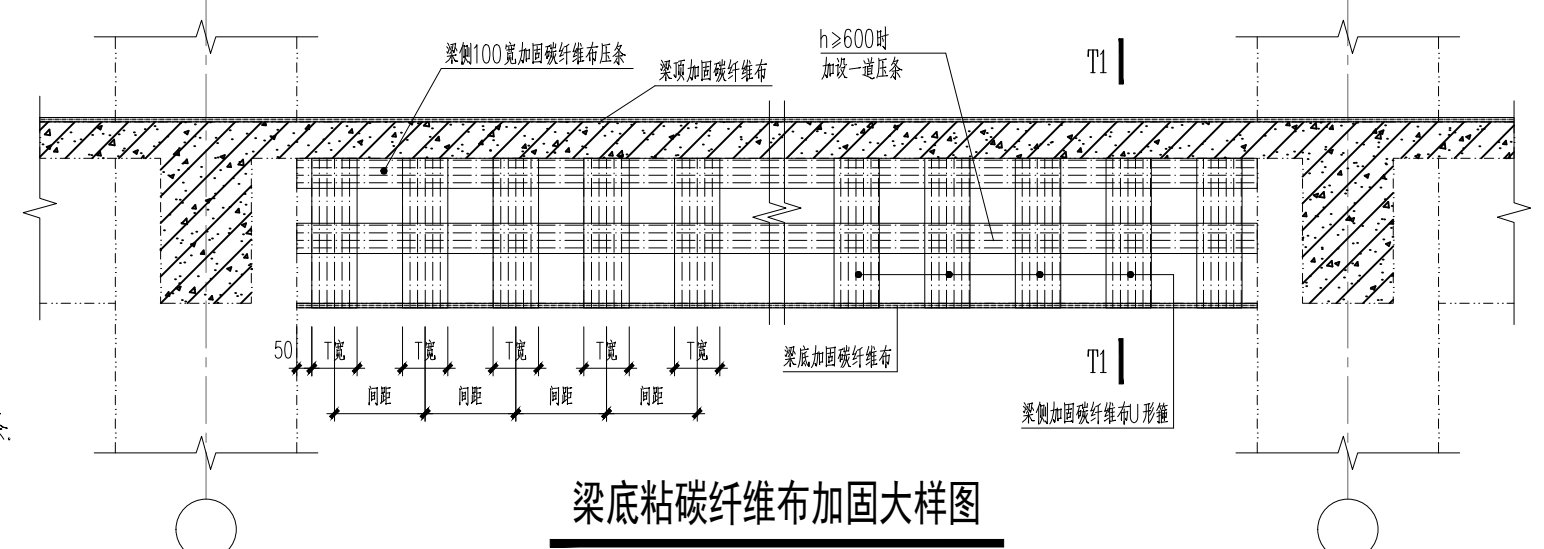 梁侧100宽加固碳纤维布压条
梁顶加固碳纤维布
h≥600时
加设一道压条
T1
50
T宽
T宽
T宽
T宽
T宽
间距
间距
间距
间距
梁底加固碳纤维布
T1
梁侧加固碳纤维布U形箍
梁底粘碳纤维布加固大样图